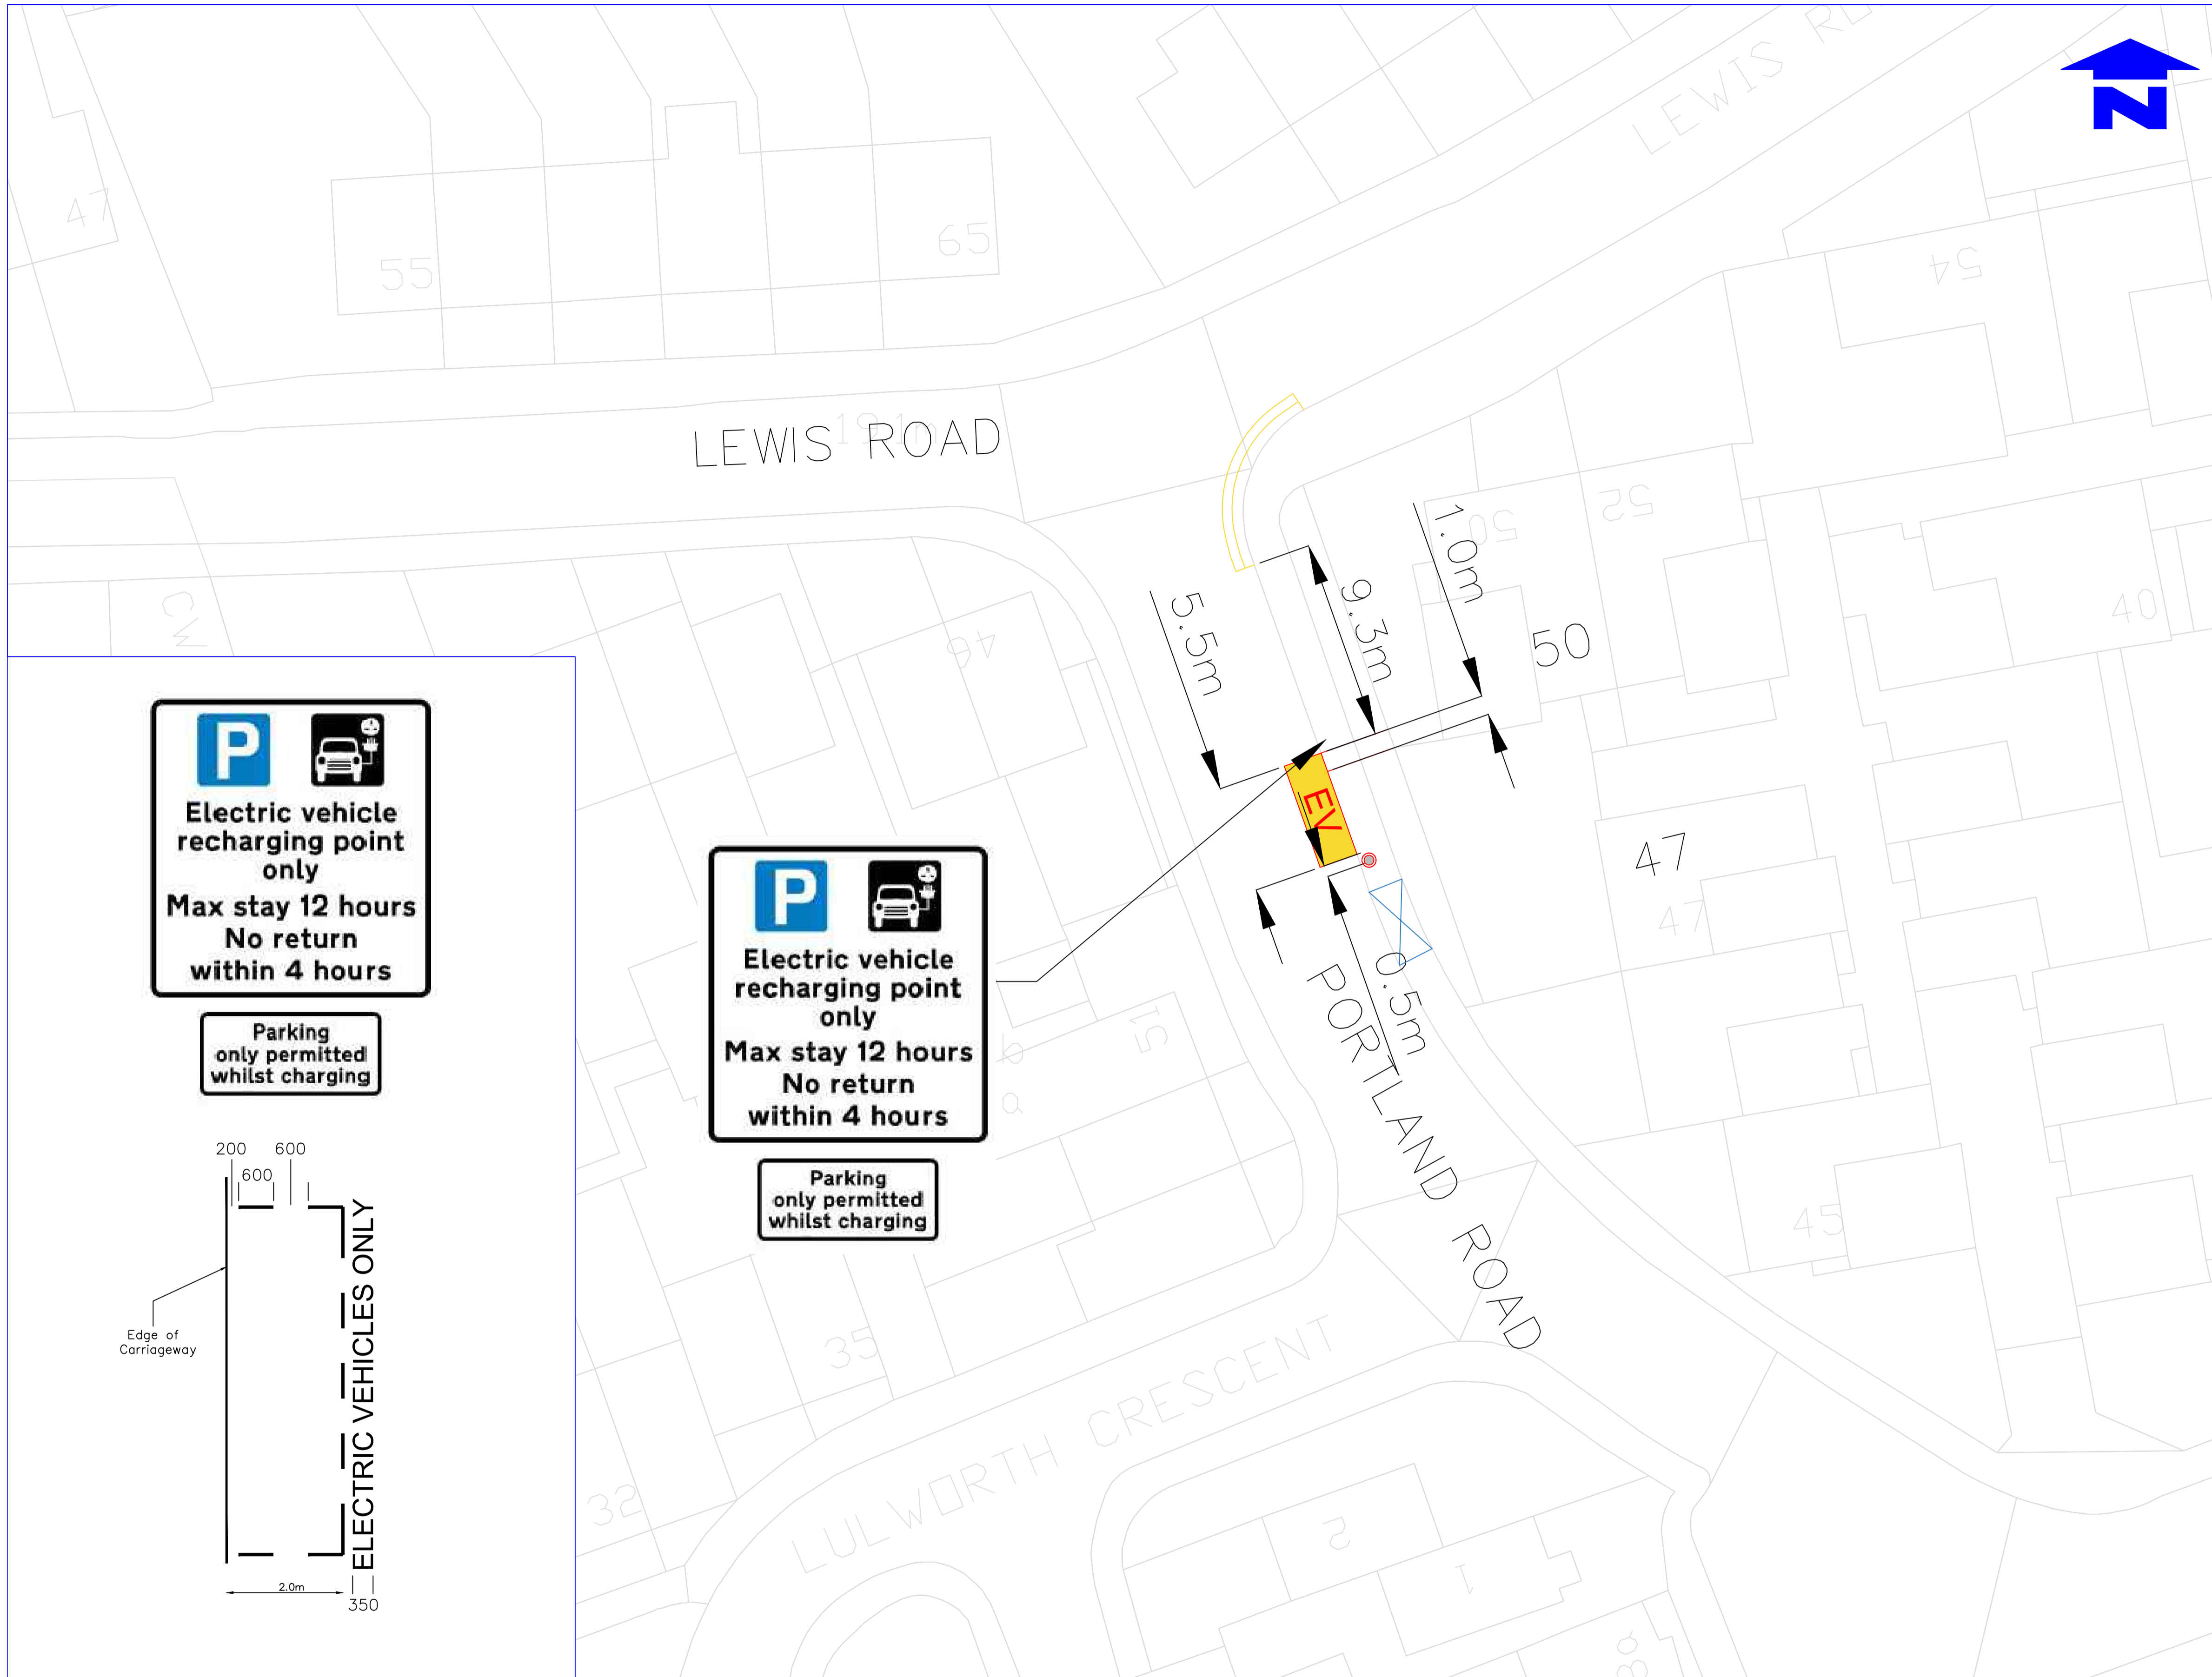 LEWIS RD
N
47
55
65
54
LEWIS ROAD
50
52
1.0m
9.3m
5.5m
50
40
46
EV
47
47
0.5m
PORTLAND ROAD
51
45
35
32
LULWORTH CRESCENT
2
1
P
Electric vehicle
recharging point
only
Max stay 12 hours
No return
within 4 hours
Parking
only permitted
whilst charging
P
Electric vehicle
recharging point
only
Max stay 12 hours
No return
within 4 hours
Parking
only permitted
whilst charging
200 600
600
ELECTRIC VEHICLES ONLY
Edge of
Carriageway
2.0m
350